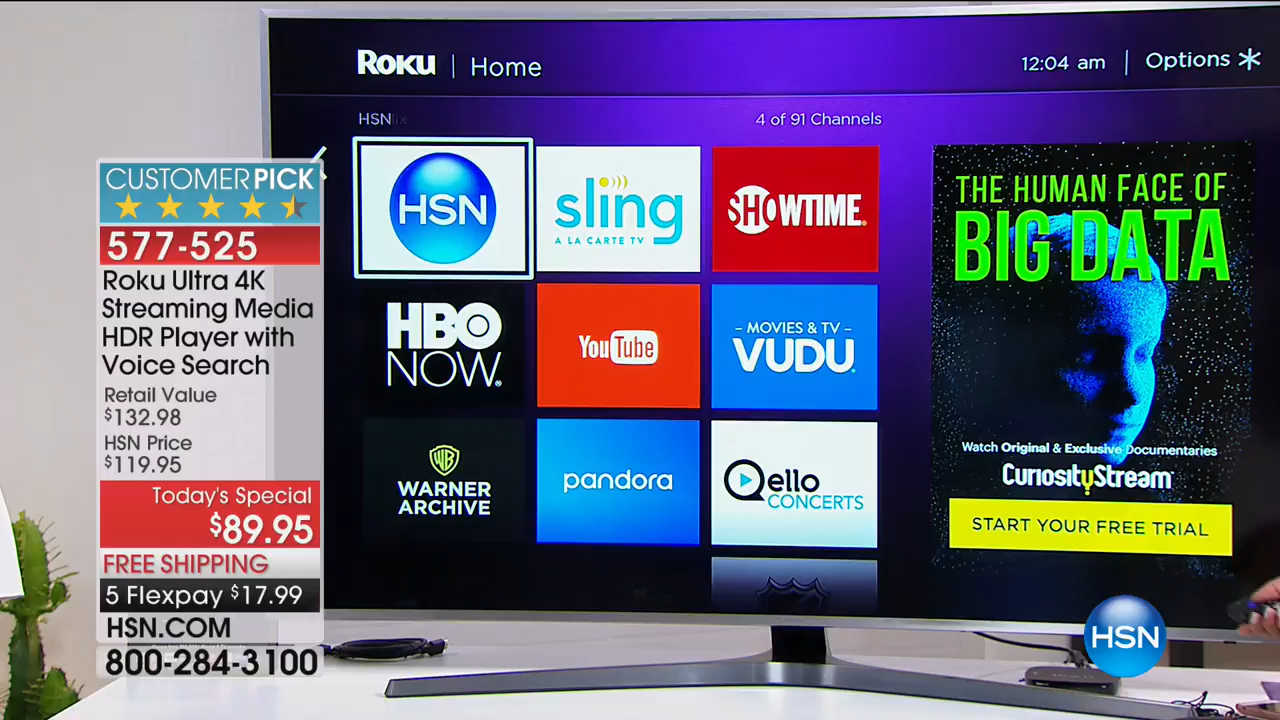 CUSTOMER PICK
577-525
Roku Ultra 4K
Streaming Media
HDR Player with
Voice Search
Retail Value
$132.98
HSN Price
$119.95
Today's Special
$89.95
FREE SHIPPING
5 Flexpay $17.99
HSN.COM
800-284-3100
ROKU | Home
12:04 am | Options
HSN
4 of 91 Channels
HSN
sling
A LA CARTE TV
SHOWTIME.
HBO
NOW.
YouTube
MOVIES & TV
VUDU
WB
WARNER
ARCHIVE
pandora
Qello
CONCERTS
THE HUMAN FACE OF
BIG DATA
Watch Original & Exclusive Documentaries
CuriosityStream
START YOUR FREE TRIAL
HSN